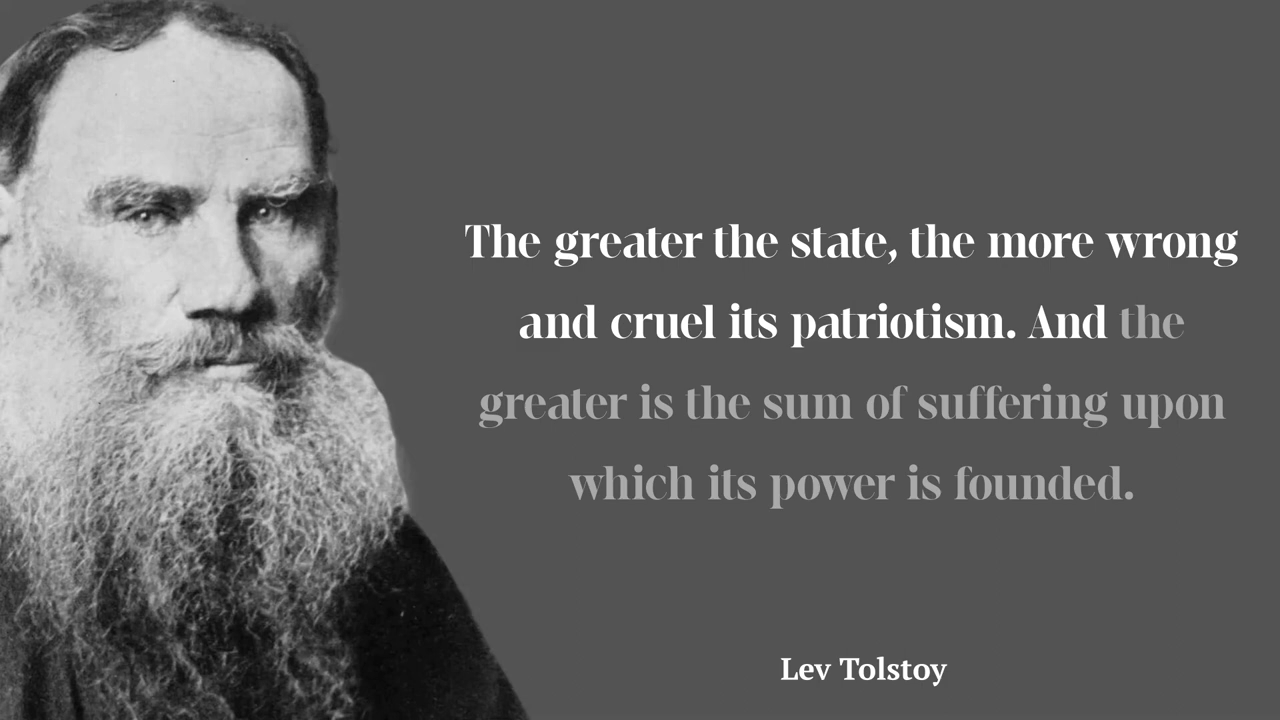 The greater the state, the more wrong
and cruel its patriotism. And the
greater is the sum of suffering upon
which its power is founded.
Lev Tolstoy